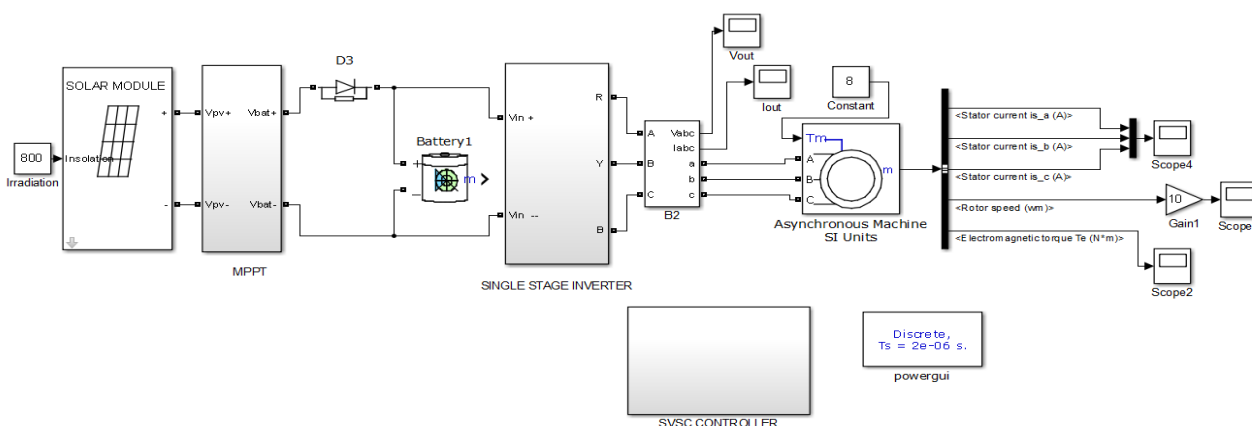 SOLAR MODULE
+
-
Insolation
800
Irradiation
Vpv+
Vpv-
Vbat+
Vbat-
MPPT
D3
Battery1
+
−
m
Vin +
Vin --
R
Y
B
SINGLE STAGE INVERTER
A
B
C
Vabc
Iabc
a
b
c
B2
Vout
Iout
8
Constant
Tm
A
B
C
m
Asynchronous Machine
SI Units
<Stator current is_a (A)>
<Stator current is_b (A)>
<Stator current is_c (A)>
<Rotor speed (wm)>
<Electromagnetic torque Te (N*m)>
Scope4
10
Gain1
Scope
Scope2
SVSC CONTROLLER
Discrete,
Ts = 2e-06 s.
powergui